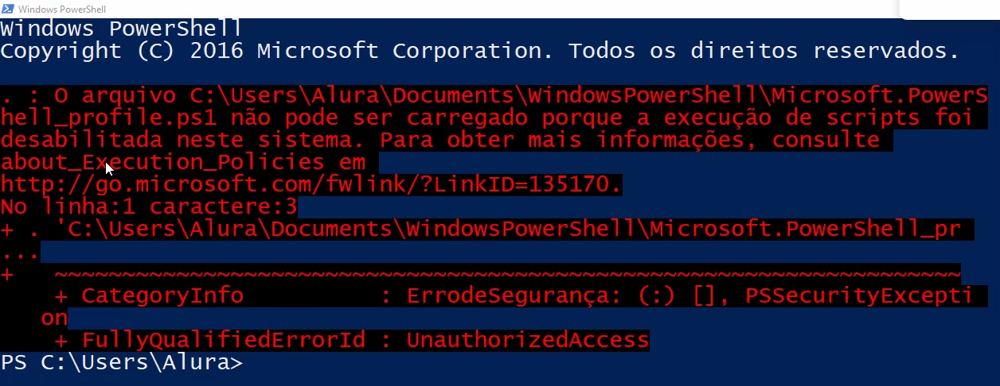 Windows PowerShell
Windows PowerShell
Copyright (C) 2016 Microsoft Corporation. Todos os direitos reservados.
. : O arquivo C:\Users\Alura\Documents\WindowsPowerShell\Microsoft.PowerS
hell_profile.ps1 não pode ser carregado porque a execução de scripts foi
desabilitada neste sistema. Para obter mais informações, consulte
about_Execution_Policies em
http://go.microsoft.com/fwlink/?LinkID=135170.
No linha:1 caractere:3
+ . 'C:\Users\Alura\Documents\WindowsPowerShell\Microsoft.PowerShell_pr
...
+   ~~~~~~~~~~~~~~~~~~~~~~~~~~~~~~~~~~~~~~~~~~~~~~~~~~~~~~~~~~~~~~~~~~~
    + CategoryInfo          : ErrodeSegurança: (:) [], PSSecurityExcepti
   on
    + FullyQualifiedErrorId : UnauthorizedAccess
PS C:\Users\Alura>